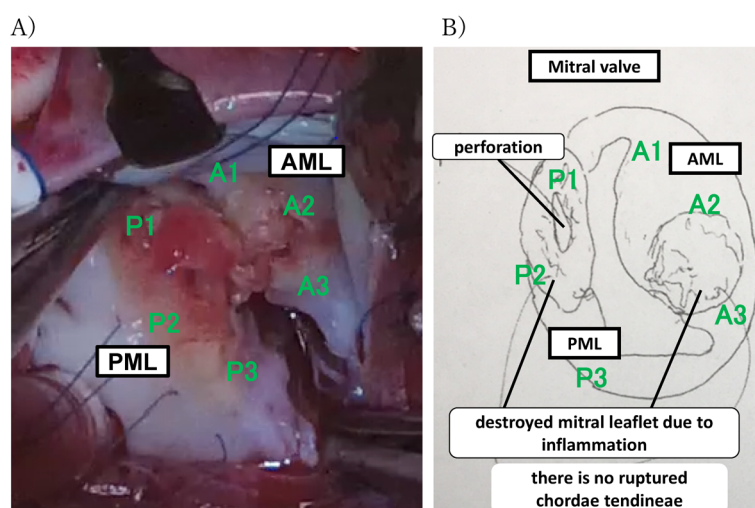 A)
AML
A1
A2
P1
A3
P2
PML
P3
B)
Mitral valve
perforation
A1
AML
P1
A2
P2
A3
PML
P3
destroyed mitral leaflet due to
inflammation
there is no ruptured
chordae tendineae